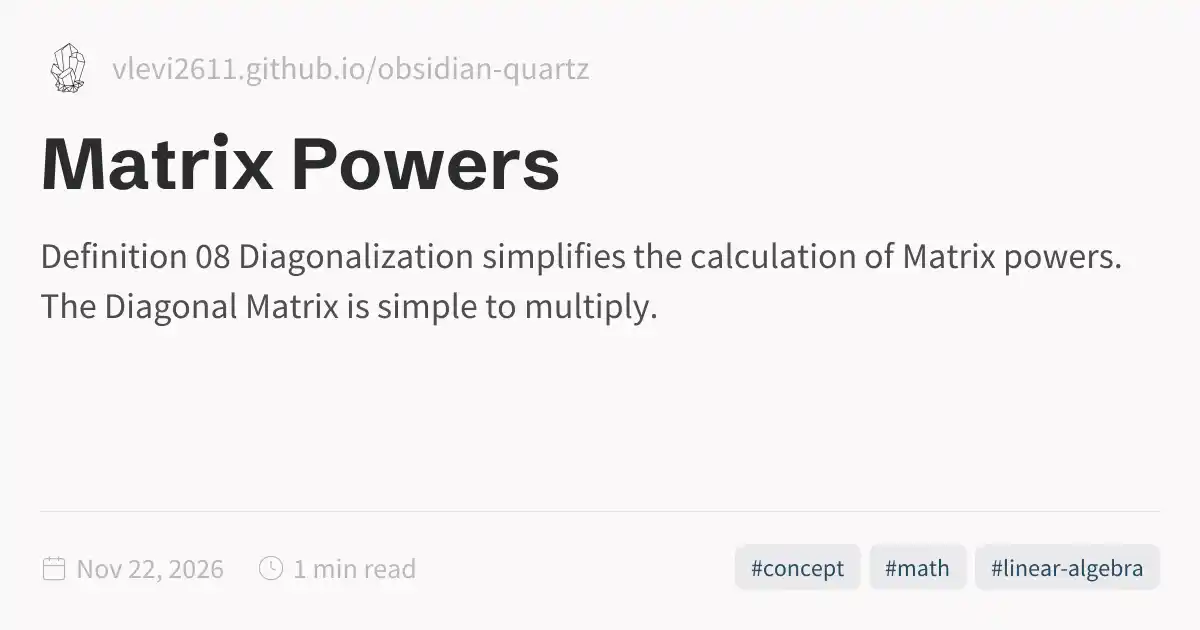 vlevi2611.github.io/obsidian-quartz
Matrix Powers
Definition 08 Diagonalization simplifies the calculation of Matrix powers.
The Diagonal Matrix is simple to multiply.
Nov 22, 2026 1 min read #concept #math #linear-algebra